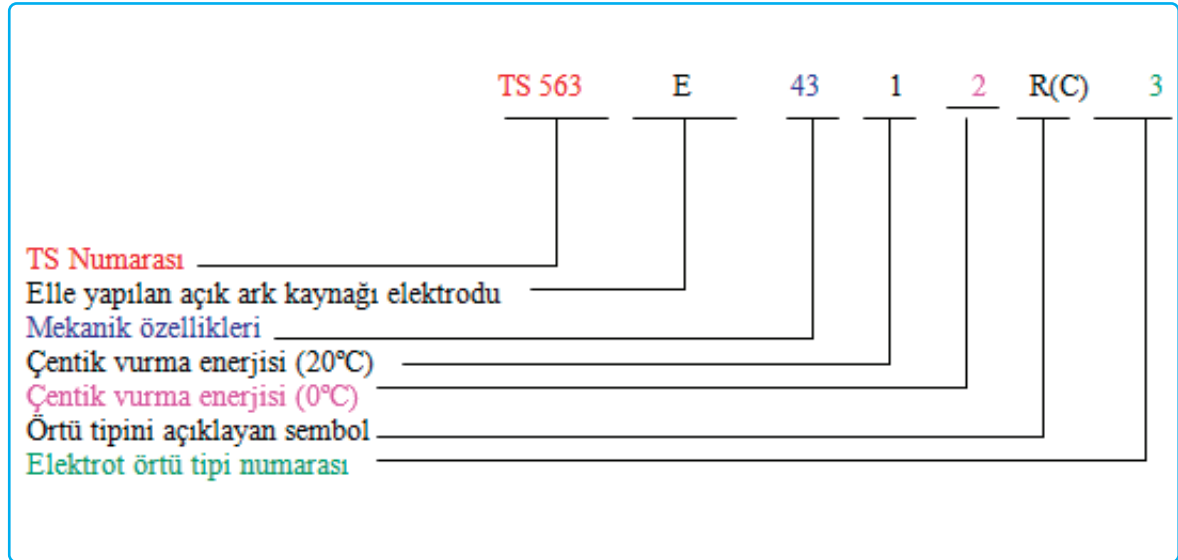 TS 563 E 43 1 2 R(C) 3
TS Numarası
Elle yapılan açık ark kaynağı elektrodu
Mekanik özellikleri
Çentik vurma enerjisi (20ºC)
Çentik vurma enerjisi (0ºC)
Örtü tipini açıklayan sembol
Elektrot örtü tipi numarası